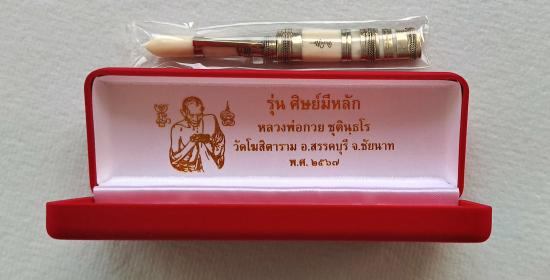 รุ่น ศิษย์มีหลัก
หลวงพ่อกวย ชุตินฺธโร
วัดโฆสิตาราม อ.สรรคบุรี จ.ชัยนาท
พ.ศ. ๒๕๖๗